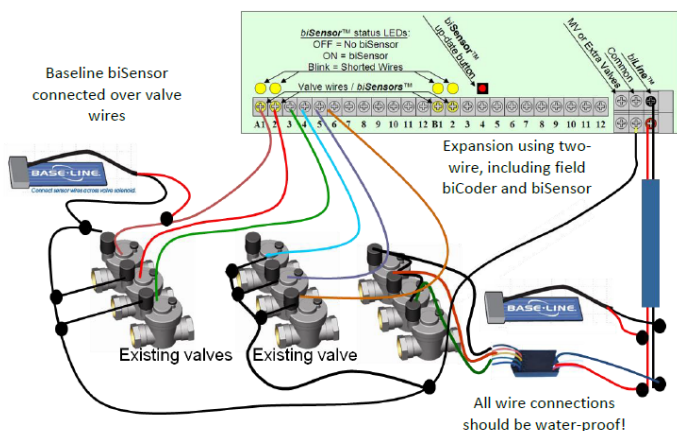 biSensor™ status LEDs:
OFF = No biSensor
ON = biSensor
Blink = Shorted Wires
biSensor™
up-date button
MV or Extra Valves
Common
biLine™
Valve wires / biSensors™
A1 2 3 4 5 6 7 8 9 10 11 12 B1 2 3 4 5 6 7 8 9 10 11 12
Baseline biSensor
connected over valve
wires
BASE-LINE
Connect sensor wires across valve solenoid.
Expansion using two-
wire, including field
biCoder and biSensor
BASE-LINE
Existing valves
Existing valve
All wire connections
should be water-proof!